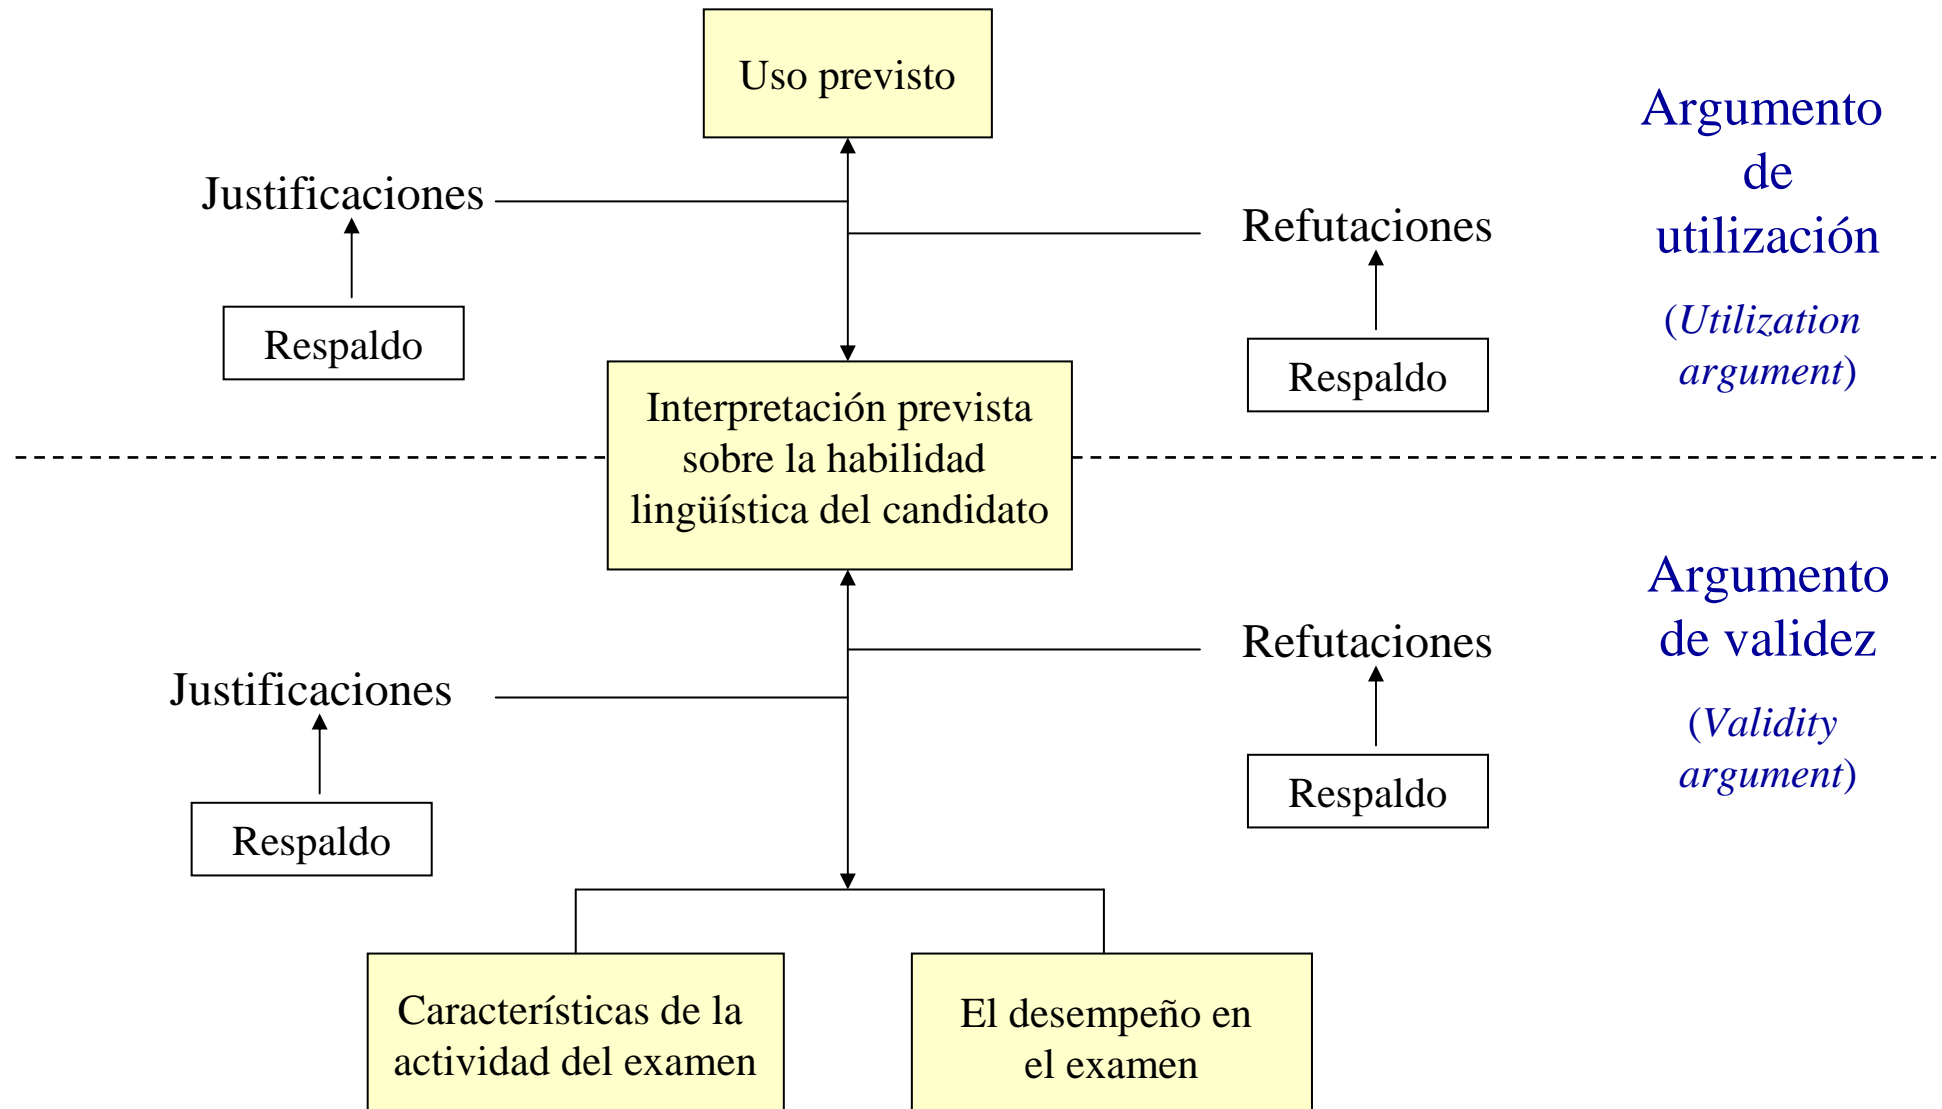 Uso previsto
Argumento
de
utilización
(Utilization
argument)
Justificaciones
Refutaciones
Respaldo
Respaldo
Interpretación prevista
sobre la habilidad
lingüística del candidato
Argumento
de validez
(Validity
argument)
Refutaciones
Justificaciones
Respaldo
Respaldo
Características de la
actividad del examen
El desempeño en
el examen